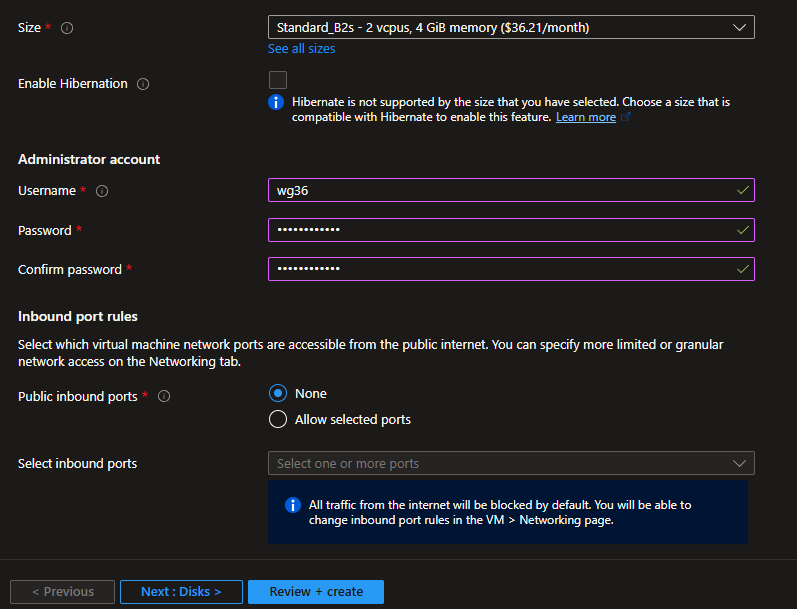 Size *
Standard_B2s - 2 vcpus, 4 GiB memory ($36.21/month)
See all sizes
Enable Hibernation
Hibernate is not supported by the size that you have selected. Choose a size that is
compatible with Hibernate to enable this feature. Learn more
Administrator account
Username *
wg36
Password *
••••••••••••
Confirm password *
••••••••••••
Inbound port rules
Select which virtual machine network ports are accessible from the public internet. You can specify more limited or granular
network access on the Networking tab.
Public inbound ports *
None
Allow selected ports
Select inbound ports
Select one or more ports
All traffic from the internet will be blocked by default. You will be able to
change inbound port rules in the VM > Networking page.
< Previous
Next : Disks >
Review + create